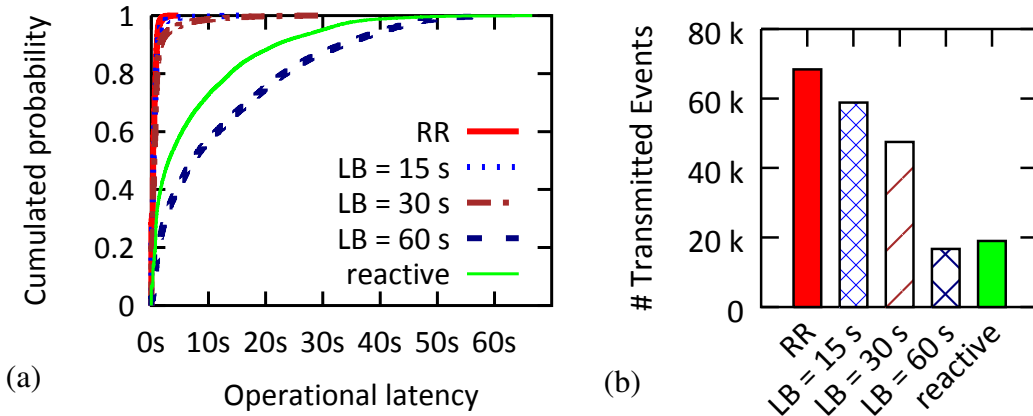 Cumulated probability
1
0.8
0.6
0.4
0.2
0
RR
LB = 15 s
LB = 30 s
LB = 60 s
reactive
0s 10s 20s 30s 40s 50s 60s
Operational latency
(a)
# Transmitted Events
80 k
60 k
40 k
20 k
0
RR
LB = 15 s
LB = 30 s
LB = 60 s
reactive
(b)